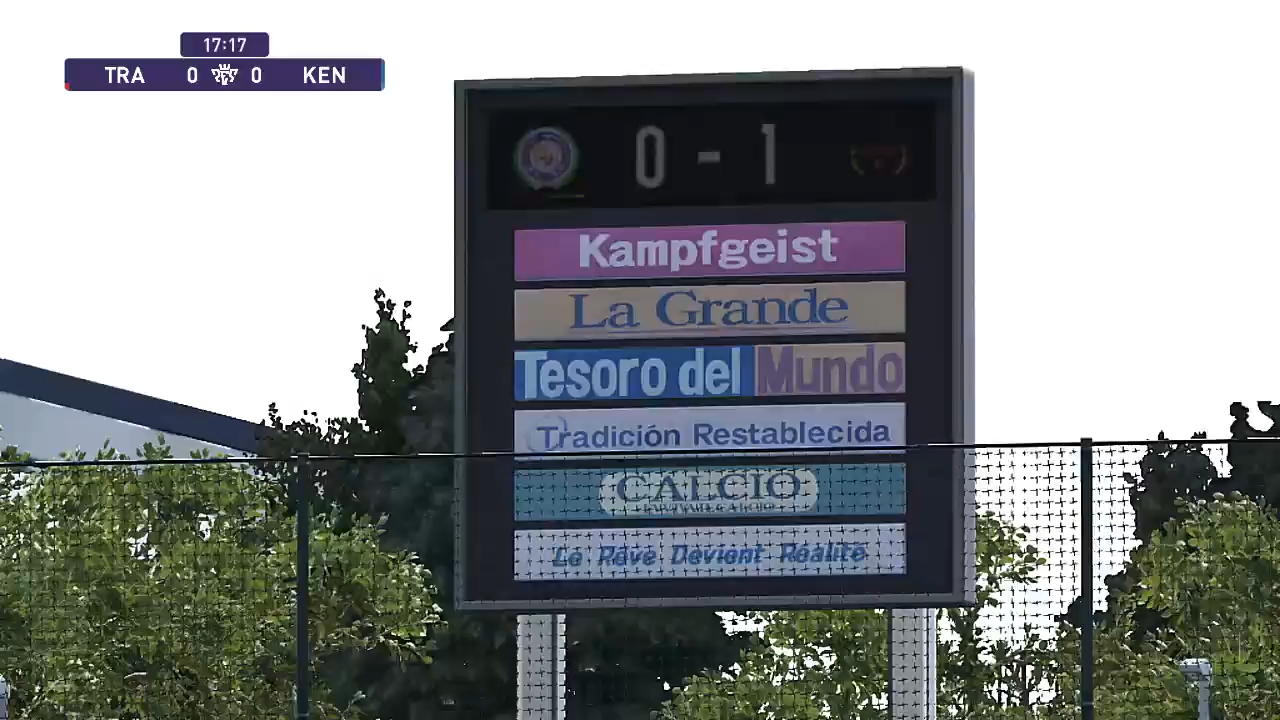 17:17
TRA 0 0 KEN
0 - 1
Kampfgeist
La Grande
Tesoro del Mundo
Tradición Restablecida
CALCIO
Le Rêve Devient Réalité